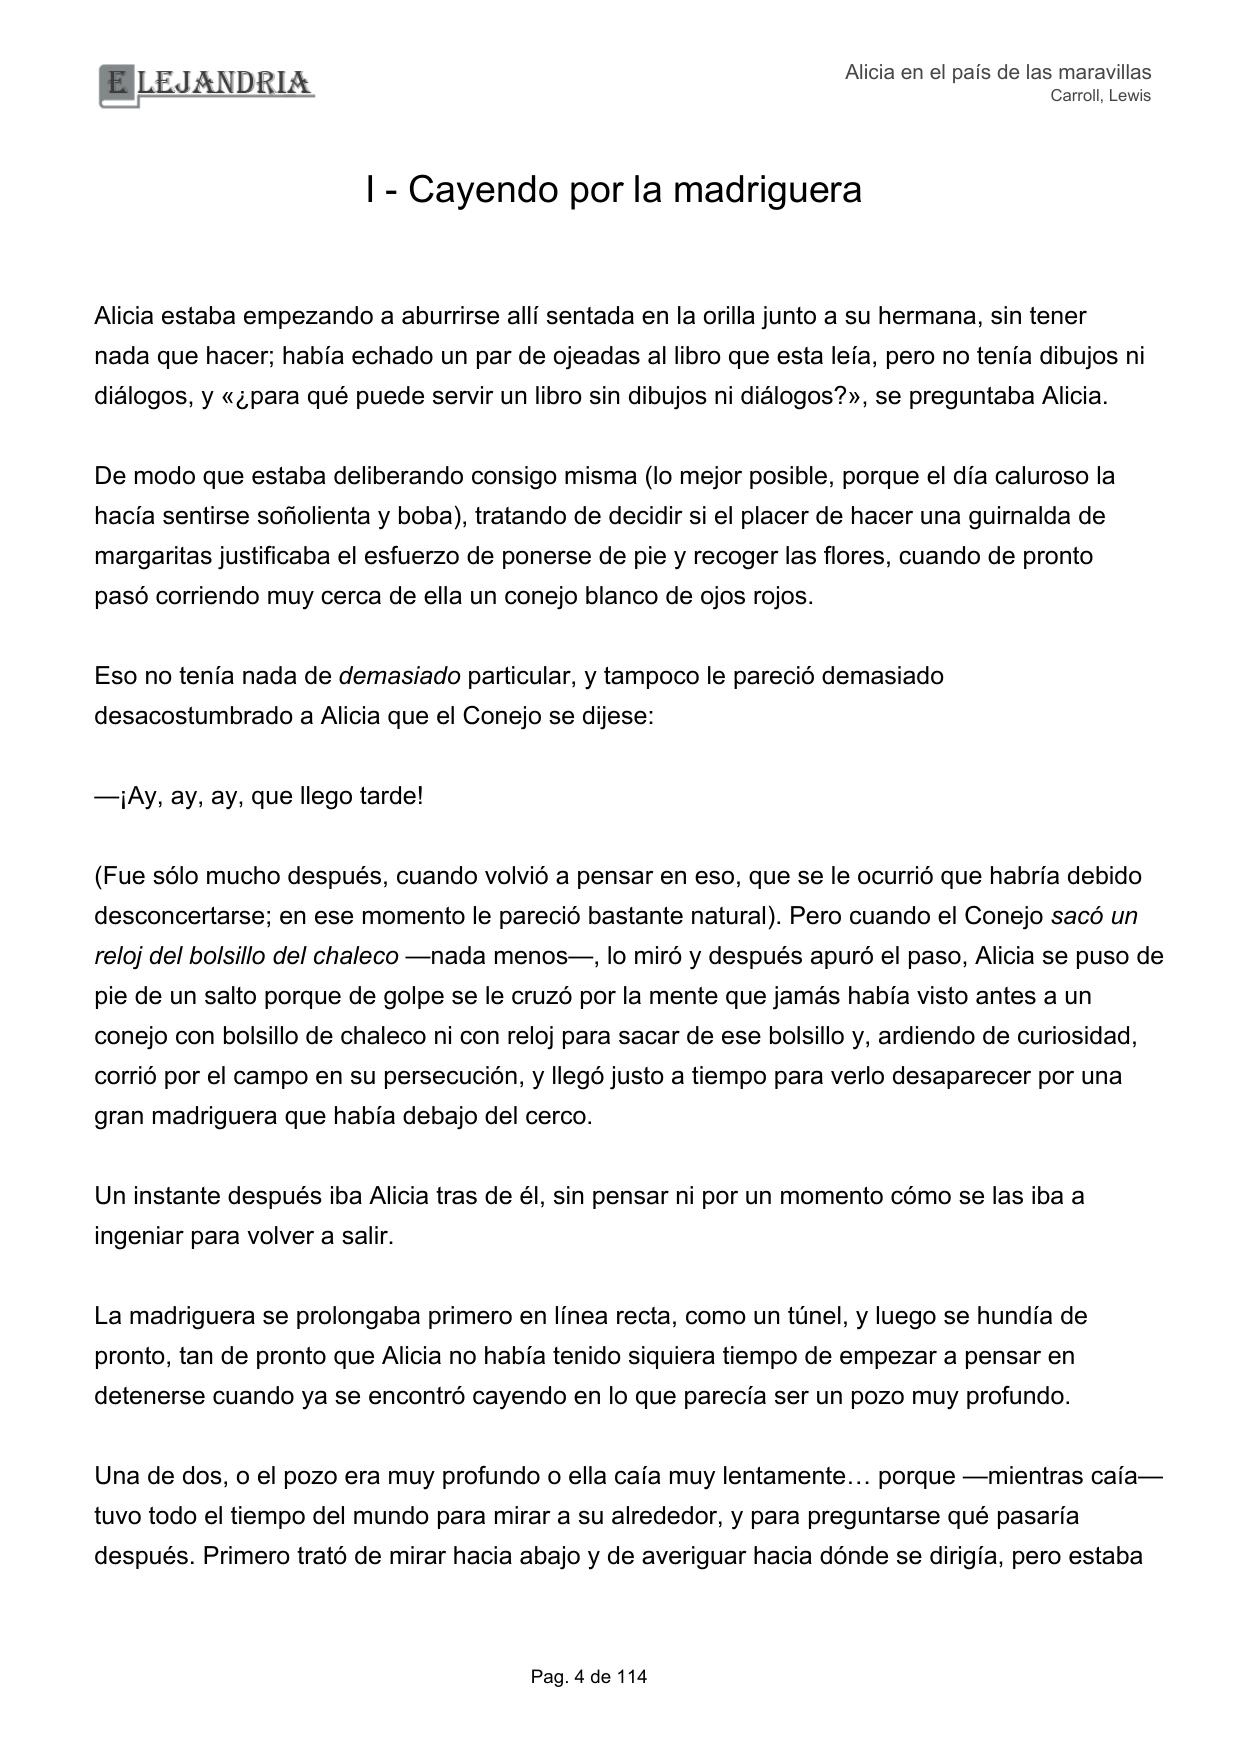 ELEJANDRIA
Alicia en el país de las maravillas
Carroll, Lewis
I - Cayendo por la madriguera
Alicia estaba empezando a aburrirse allí sentada en la orilla junto a su hermana, sin tener
nada que hacer; había echado un par de ojeadas al libro que esta leía, pero no tenía dibujos ni
diálogos, y «¿para qué puede servir un libro sin dibujos ni diálogos?», se preguntaba Alicia.
De modo que estaba deliberando consigo misma (lo mejor posible, porque el día caluroso la
hacía sentirse soñolienta y boba), tratando de decidir si el placer de hacer una guirnalda de
margaritas justificaba el esfuerzo de ponerse de pie y recoger las flores, cuando de pronto
pasó corriendo muy cerca de ella un conejo blanco de ojos rojos.
Eso no tenía nada de demasiado particular, y tampoco le pareció demasiado
desacostumbrado a Alicia que el Conejo se dijese:
—¡Ay, ay, ay, que llego tarde!
(Fue sólo mucho después, cuando volvió a pensar en eso, que se le ocurrió que habría debido
desconcertarse; en ese momento le pareció bastante natural). Pero cuando el Conejo sacó un
reloj del bolsillo del chaleco —nada menos—, lo miró y después apuró el paso, Alicia se puso de
pie de un salto porque de golpe se le cruzó por la mente que jamás había visto antes a un
conejo con bolsillo de chaleco ni con reloj para sacar de ese bolsillo y, ardiendo de curiosidad,
corrió por el campo en su persecución, y llegó justo a tiempo para verlo desaparecer por una
gran madriguera que había debajo del cerco.
Un instante después iba Alicia tras de él, sin pensar ni por un momento cómo se las iba a
ingeniar para volver a salir.
La madriguera se prolongaba primero en línea recta, como un túnel, y luego se hundía de
pronto, tan de pronto que Alicia no había tenido siquiera tiempo de empezar a pensar en
detenerse cuando ya se encontró cayendo en lo que parecía ser un pozo muy profundo.
Una de dos, o el pozo era muy profundo o ella caía muy lentamente… porque —mientras caía—
tuvo todo el tiempo del mundo para mirar a su alrededor, y para preguntarse qué pasaría
después. Primero trató de mirar hacia abajo y de averiguar hacia dónde se dirigía, pero estaba
Pag. 4 de 114